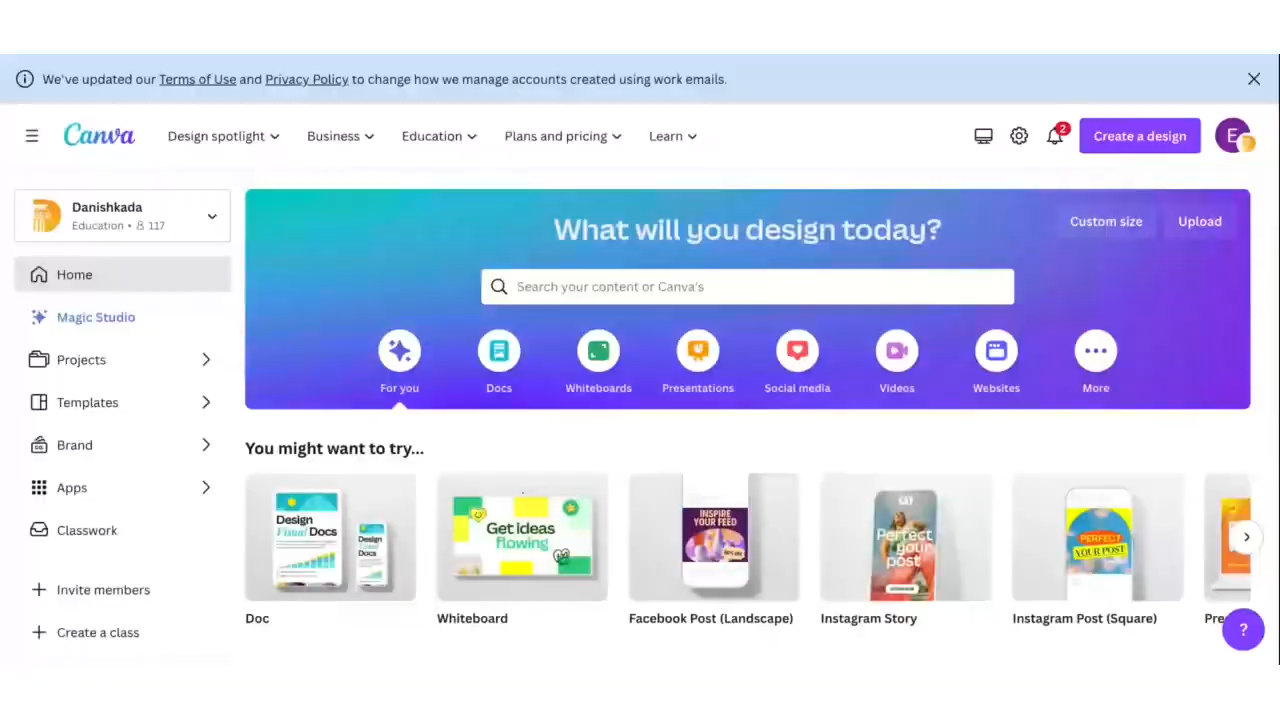 We've updated our Terms of Use and Privacy Policy to change how we manage accounts created using work emails.
Canva
Design spotlight
Business
Education
Plans and pricing
Learn
2
Create a design
E
Danishkada
Education • 117
Home
Magic Studio
Projects
Templates
Brand
Apps
Classwork
Invite members
Create a class
What will you design today?
Custom size
Upload
Search your content or Canva's
For you
Docs
Whiteboards
Presentations
Social media
Videos
Websites
More
You might want to try...
Design
Visual Docs
Design
Visual
Docs
Get ideas
flowing
INSPIRE
YOUR FEED
Perfect
your
post
PERFECT
YOUR POST
Doc
Whiteboard
Facebook Post (Landscape)
Instagram Story
Instagram Post (Square)
Pre
?